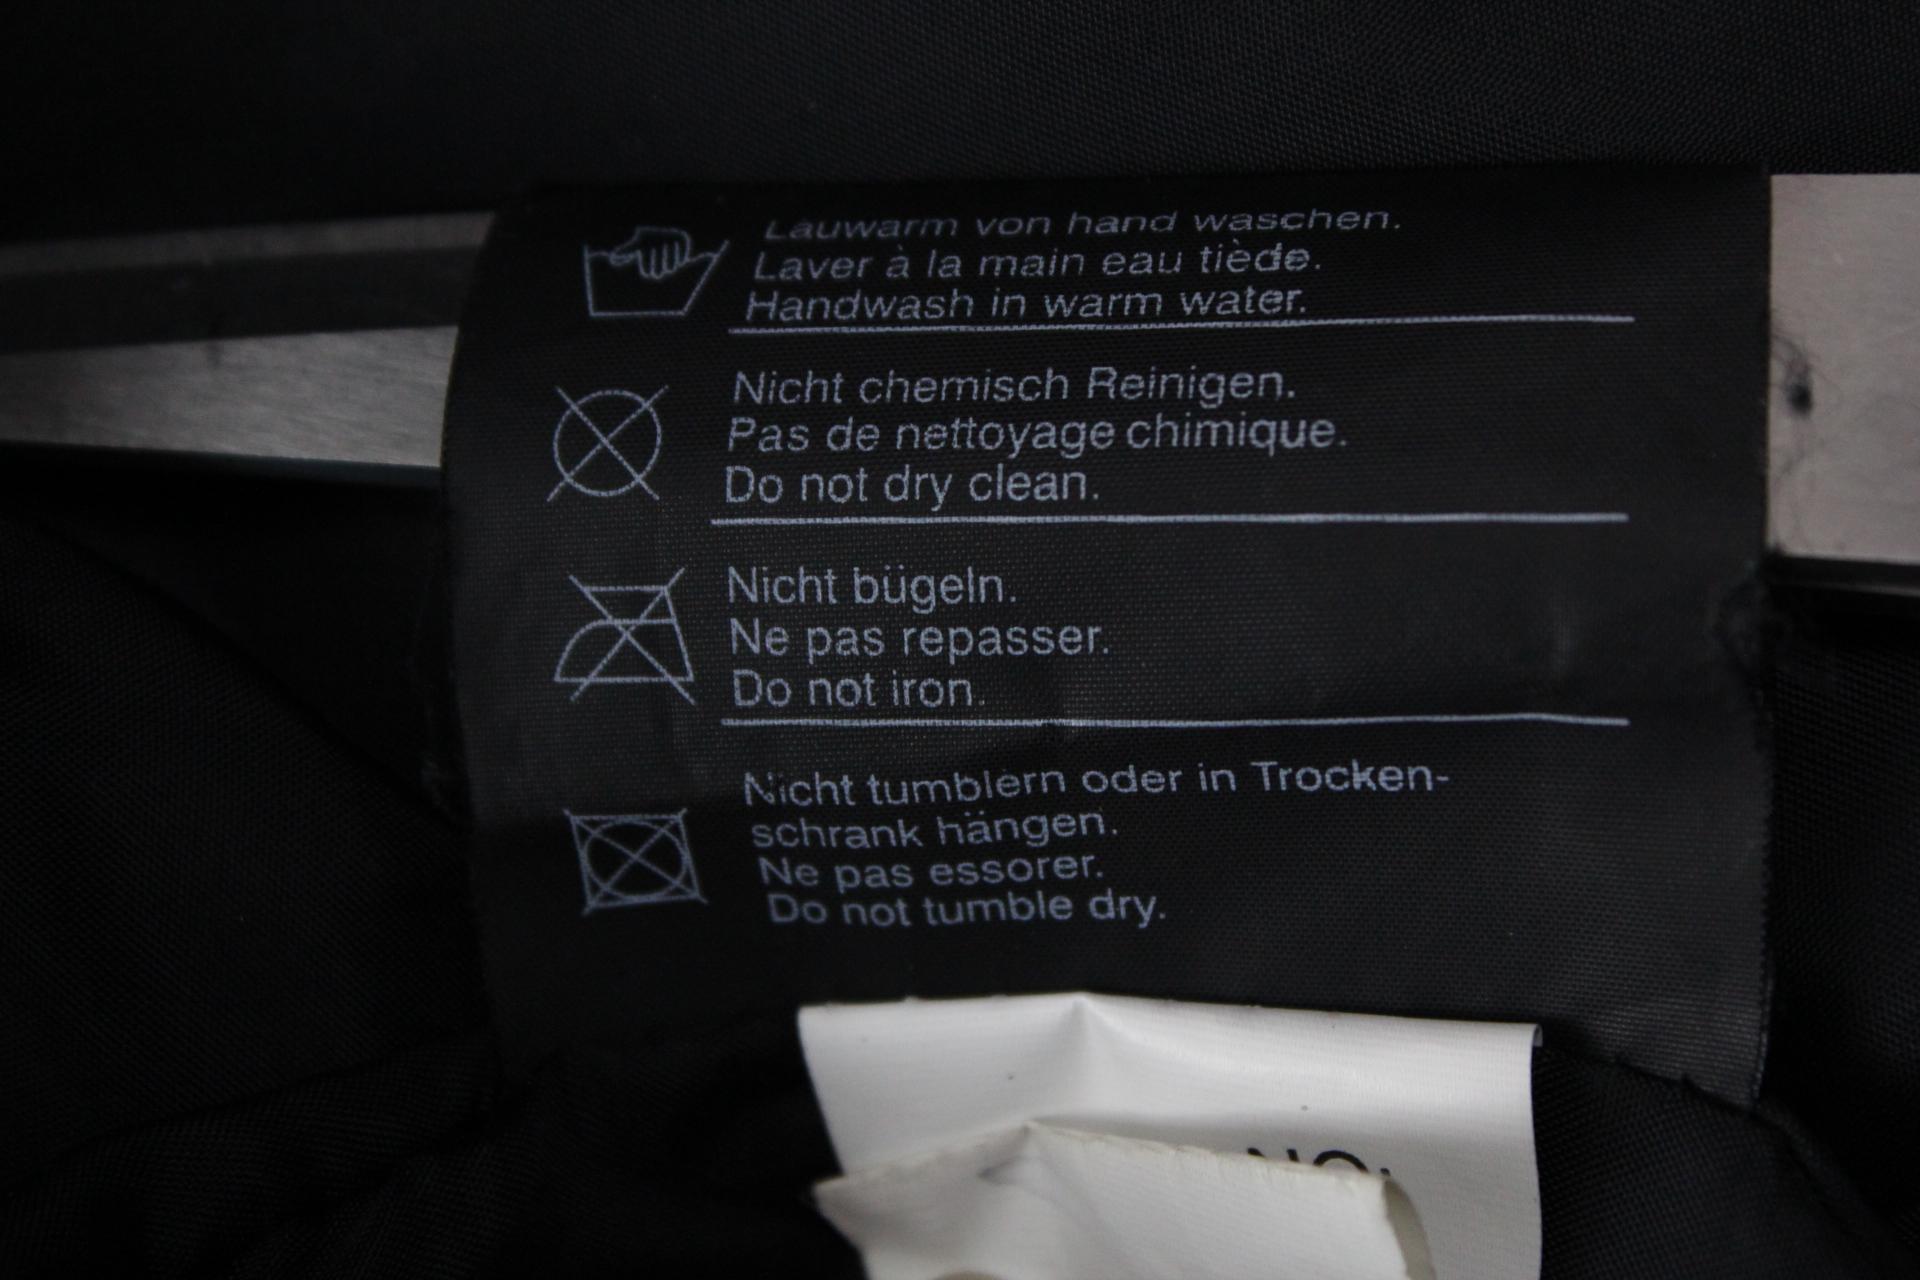 Lauwarm von hand waschen.
Laver à la main eau tiède.
Handwash in warm water.
Nicht chemisch Reinigen.
Pas de nettoyage chimique.
Do not dry clean.
Nicht bügeln.
Ne pas repasser.
Do not iron.
Nicht tumblern oder in Trocken-
schrank hängen.
Ne pas essorer.
Do not tumble dry.